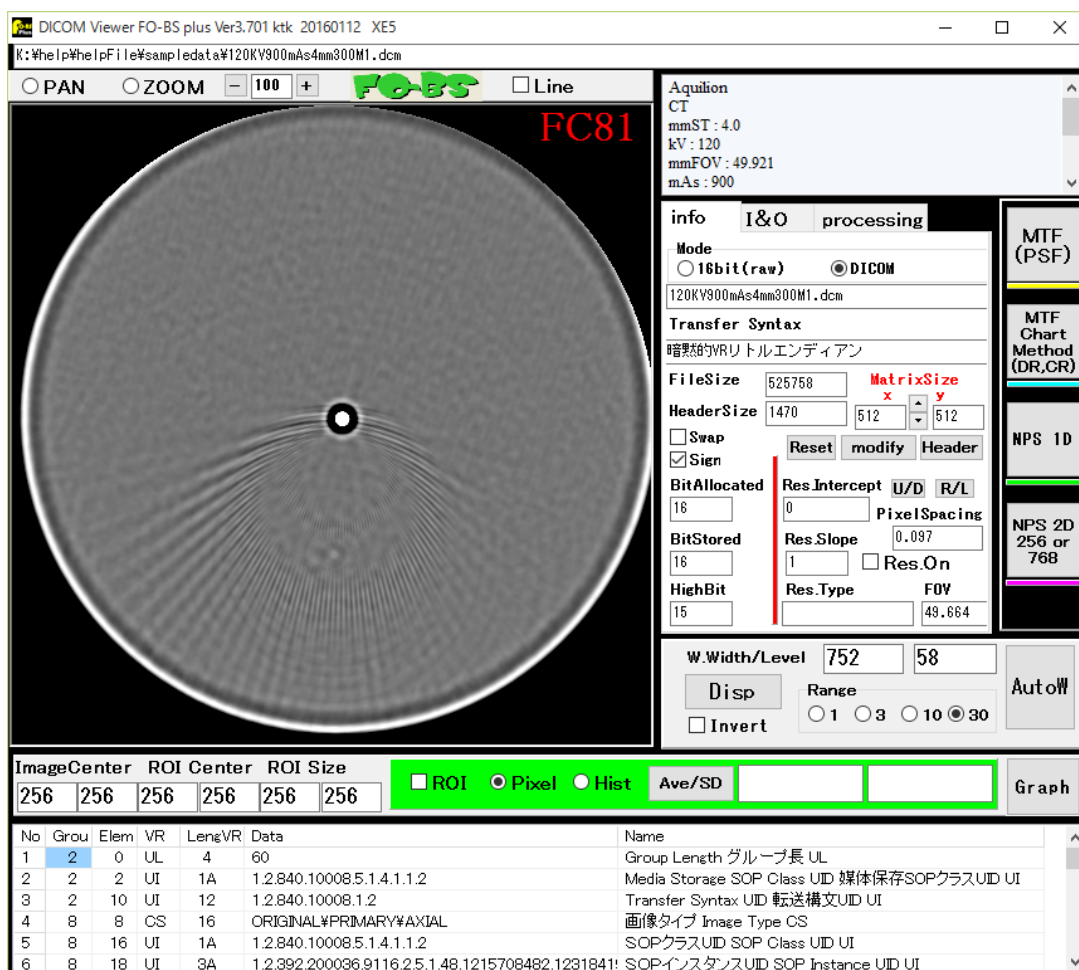 DICOM Viewer FO-BS plus Ver3.701 ktk 20160112 XE5
K:¥help¥helpFile¥sampledata¥120KV900mAs4mm300M1.dcm
PAN ZOOM 100 FO-BS Line
FC81
Aquilion
CT
mmST : 4.0
kV : 120
mmFOV : 49.921
mAs : 900
info I&O processing
Mode
16bit(raw) DICOM
120KV900mAs4mm300M1.dcm
Transfer Syntax
暗黙的VRリトルエンディアン
FileSize 525758 MatrixSize
x y
HeaderSize 1470 512 512
Swap
Sign
Reset modify Header
BitAllocated Res.Intercept U/D R/L
16 0 PixelSpacing
BitStored Res.Slope 0.097
16 1 Res.On
HighBit Res.Type FOV
15 49.664
MTF
(PSF)
MTF
Chart
Method
(DR,CR)
NPS 1D
NPS 2D
256 or
768
W.Width/Level 752 58
Disp Range
1 3 10 30
Invert
AutoW
ImageCenter ROI Center ROI Size
256 256 256 256 256 256
ROI Pixel Hist Ave/SD
Graph
No Grou Elem VR LengVR Data Name
1 2 0 UL 4 60 Group Length グループ長 UL
2 2 2 UI 1A 1.2.840.10008.5.1.4.1.1.2 Media Storage SOP Class UID 媒体保存SOPクラスUID UI
3 2 10 UI 12 1.2.840.10008.1.2 Transfer Syntax UID 転送構文UID UI
4 8 8 CS 16 ORIGINAL¥PRIMARY¥AXIAL 画像タイプ Image Type CS
5 8 16 UI 1A 1.2.840.10008.5.1.4.1.1.2 SOPクラスUID SOP Class UID UI
6 8 18 UI 3A 1.2.392.200036.9116.2.5.1.48.1215708482.1231841 SOPインスタンスUID SOP Instance UID UI